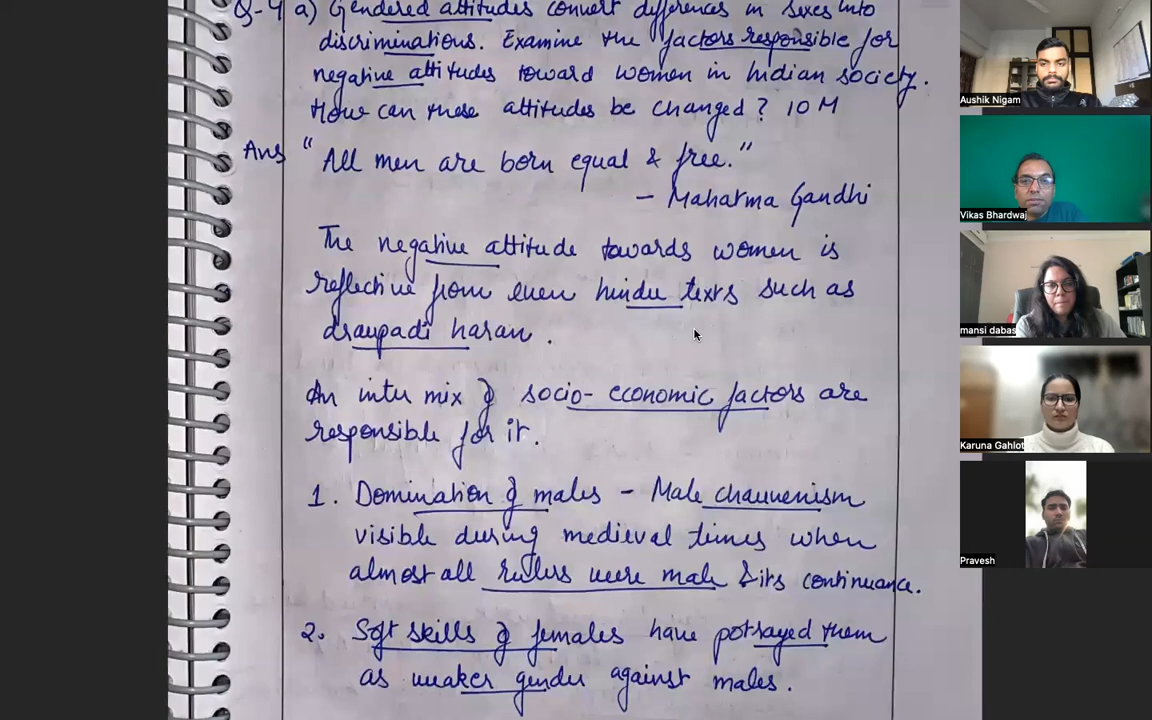 Q-4 a) Gendered attitudes convert differences in sexes into
discriminations. Examine the factors responsible for
negative attitudes toward women in Indian society.
How can these attitudes be changed? 10 M
Ans "All men are born equal & free."
- Mahatma Gandhi
The negative attitude towards women is
reflective from even hindu texts such as
draupadi haran.
An inter mix of socio-economic factors are
responsible for it.
1. Domination of males - Male chauvenism
visible during medieval times when
almost all rulers were male & its continuance.
2. Soft skills of females have potrayed them
as weaker gender against males.
Aushik Nigam
Vikas Bhardwaj
mansi dabas
Karuna Gahlot
Pravesh